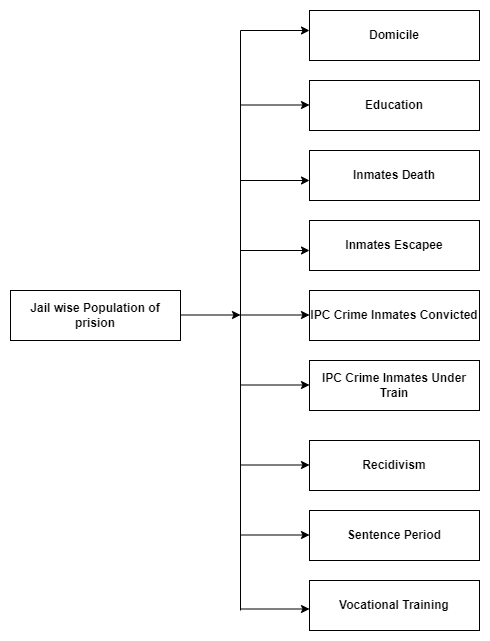 Domicile
Education
Inmates Death
Inmates Escapee
Jail wise Population of
prision
IPC Crime Inmates Convicted
IPC Crime Inmates Under
Train
Recidivism
Sentence Period
Vocational Training